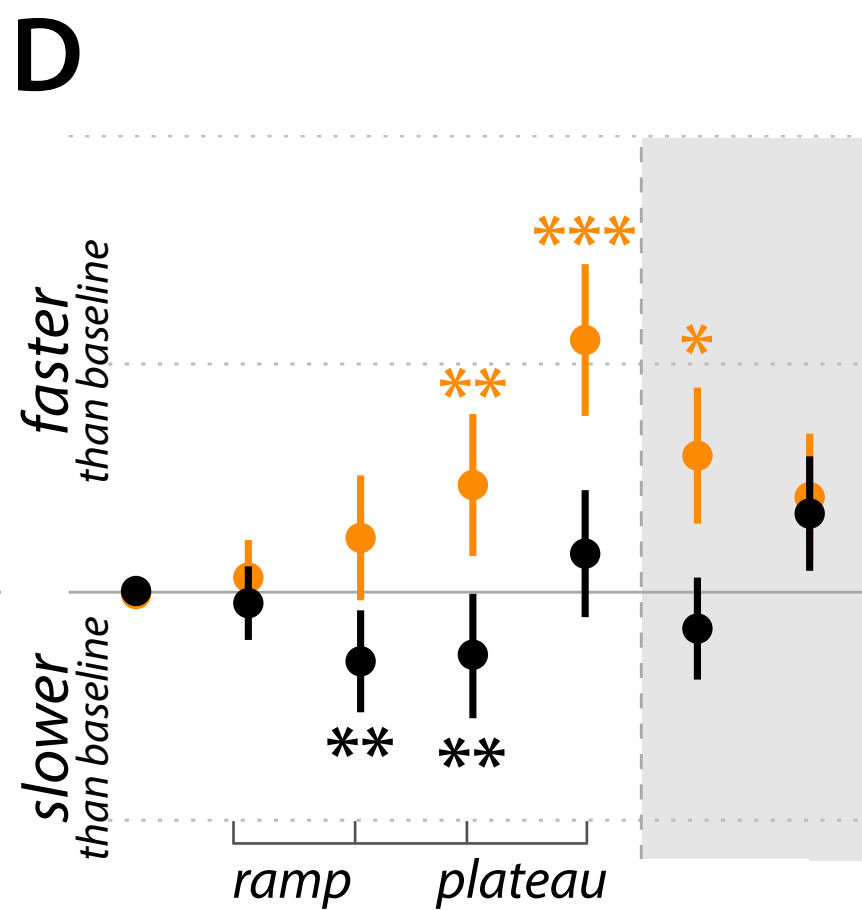 D
faster
than baseline
slower
than baseline
***
*
**
**
**
ramp
plateau